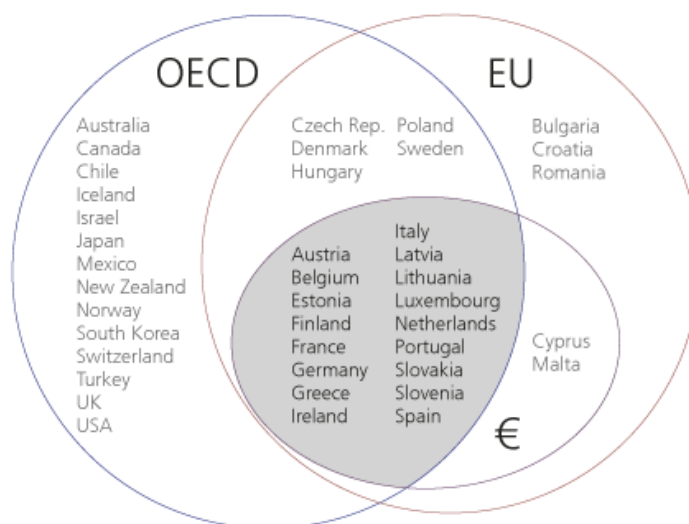 OECD
EU
Australia
Canada
Chile
Iceland
Israel
Japan
Mexico
New Zealand
Norway
South Korea
Switzerland
Turkey
UK
USA
Czech Rep.
Denmark
Hungary
Poland
Sweden
Bulgaria
Croatia
Romania
Austria
Belgium
Estonia
Finland
France
Germany
Greece
Ireland
Italy
Latvia
Lithuania
Luxembourg
Netherlands
Portugal
Slovakia
Slovenia
Spain
Cyprus
Malta
€